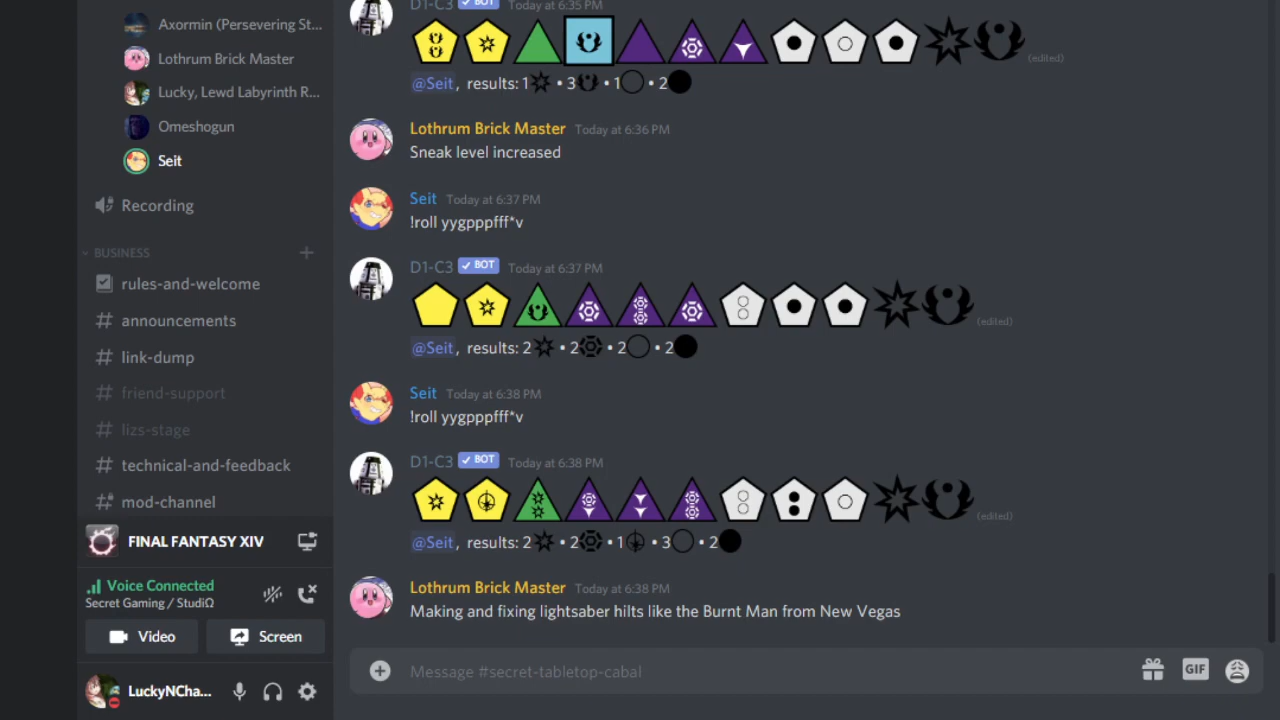 Axormin (Persevering St...
Lothrum Brick Master
Lucky, Lewd Labyrinth R...
Omeshogun
Seit
Recording
BUSINESS
rules-and-welcome
announcements
link-dump
friend-support
lizs-stage
technical-and-feedback
mod-channel
FINAL FANTASY XIV
Voice Connected
Secret Gaming / StudiΩ
Video
Screen
LuckyNCha...
D1-C3 BOT Today at 6:35 PM
(edited)
@Seit, results: 1 • 3 • 1 • 2
Lothrum Brick Master Today at 6:36 PM
Sneak level increased
Seit Today at 6:37 PM
!roll yygpppfff*v
D1-C3 BOT Today at 6:37 PM
(edited)
@Seit, results: 2 • 2 • 2 • 2
Seit Today at 6:38 PM
!roll yygpppfff*v
D1-C3 BOT Today at 6:38 PM
(edited)
@Seit, results: 2 • 2 • 1 • 3 • 2
Lothrum Brick Master Today at 6:38 PM
Making and fixing lightsaber hilts like the Burnt Man from New Vegas
Message #secret-tabletop-cabal
GIF